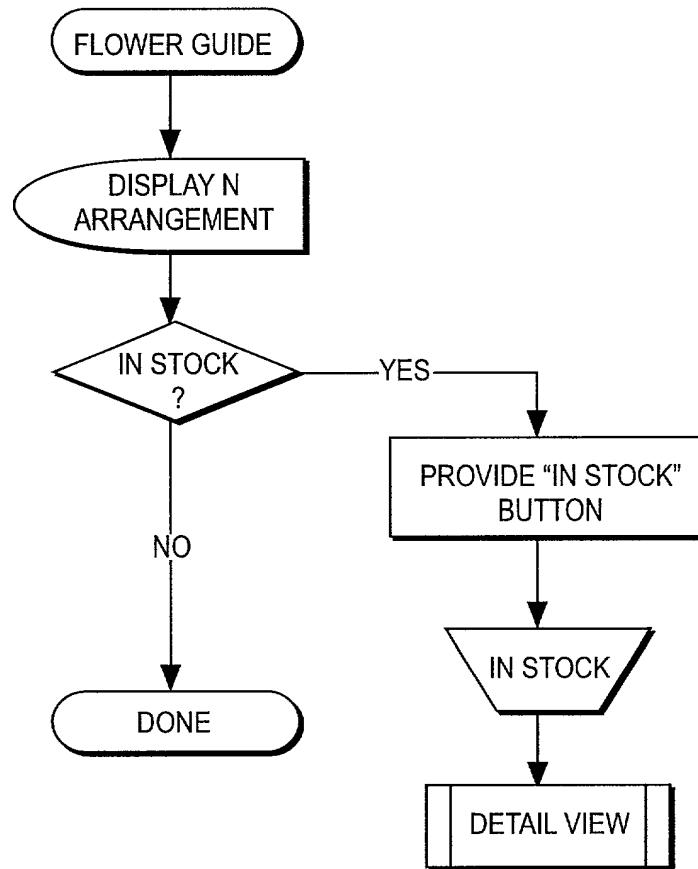 FLOWER GUIDE
DISPLAY N
ARRANGEMENT
IN STOCK
?
YES
PROVIDE “IN STOCK”
BUTTON
NO
IN STOCK
DONE
DETAIL VIEW